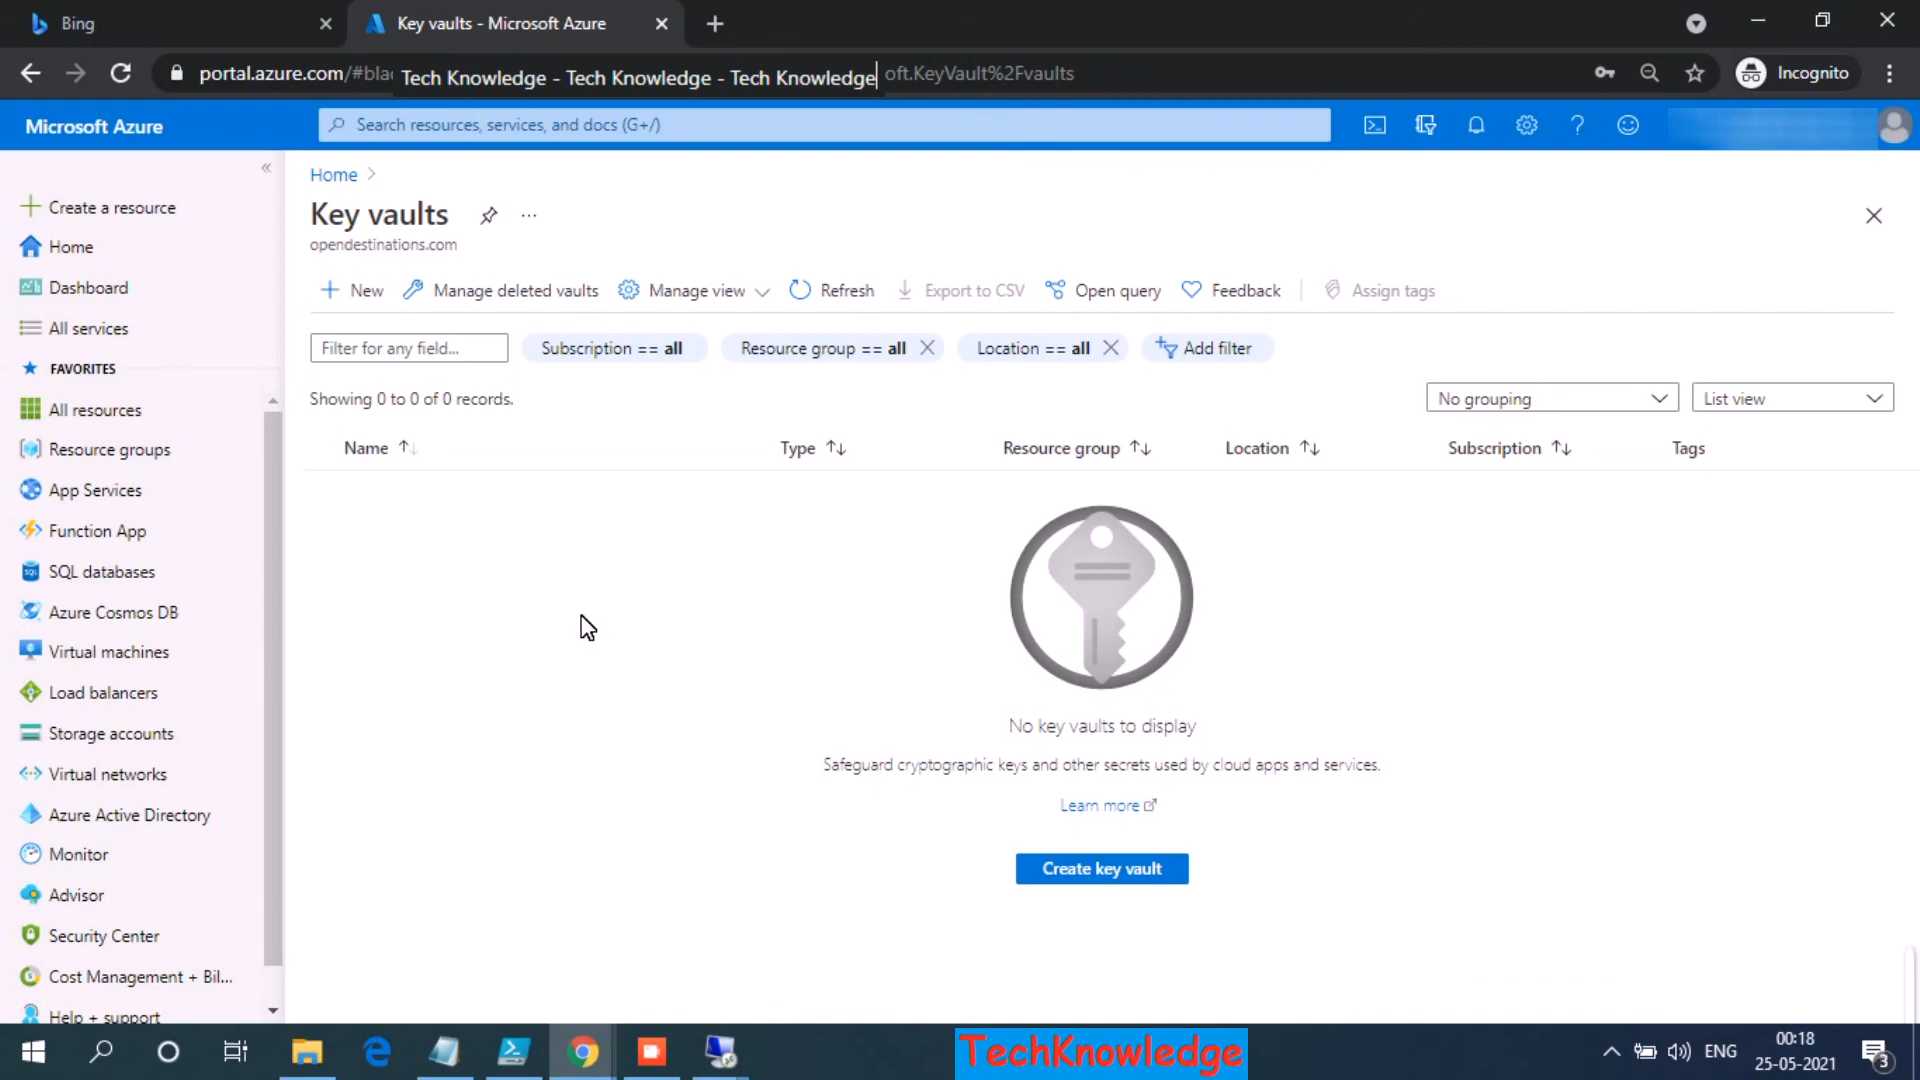 Bing
Key vaults - Microsoft Azure
portal.azure.com/#bla
Tech Knowledge - Tech Knowledge - Tech Knowledge
oft.KeyVault%2Fvaults
Incognito
Microsoft Azure
Search resources, services, and docs (G+/)
Create a resource
Home
Dashboard
All services
FAVORITES
All resources
Resource groups
App Services
Function App
SQL databases
Azure Cosmos DB
Virtual machines
Load balancers
Storage accounts
Virtual networks
Azure Active Directory
Monitor
Advisor
Security Center
Cost Management + Bil...
Help + support
Home
Key vaults
...
opendestinations.com
New
Manage deleted vaults
Manage view
Refresh
Export to CSV
Open query
Feedback
Assign tags
Filter for any field...
Subscription == all
Resource group == all
Location == all
Add filter
Showing 0 to 0 of 0 records.
No grouping
List view
Name
Type
Resource group
Location
Subscription
Tags
No key vaults to display
Safeguard cryptographic keys and other secrets used by cloud apps and services.
Learn more
Create key vault
TechKnowledge
ENG
00:18
25-05-2021
3